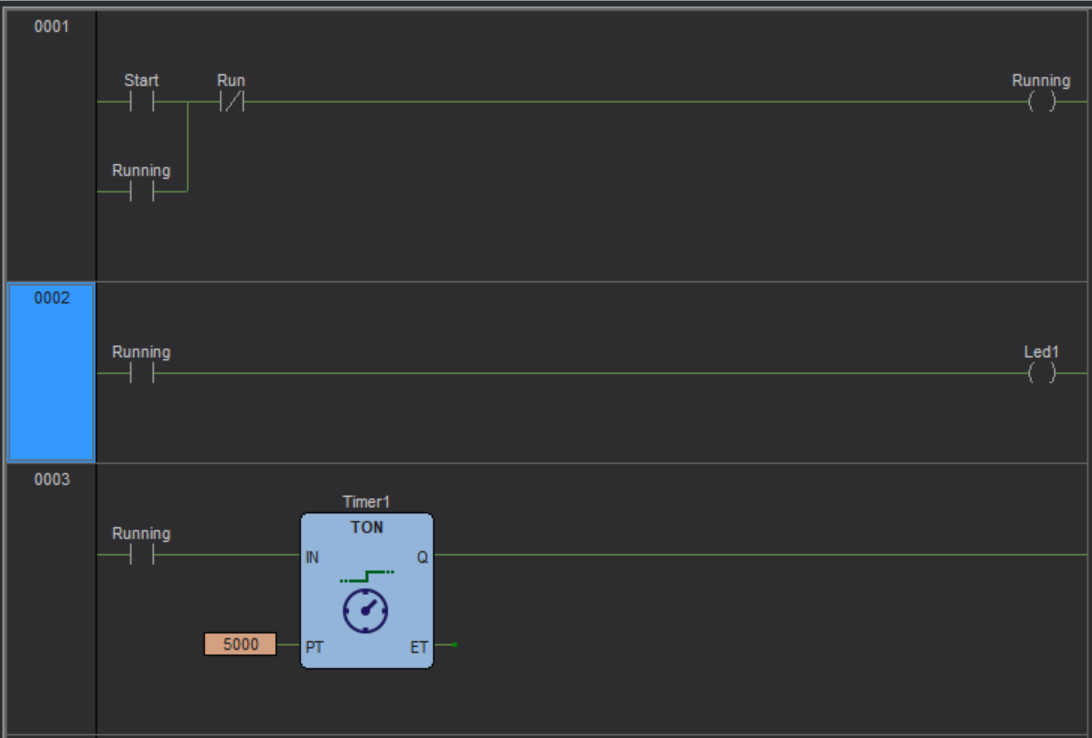 0001
Start Run Running
Running
0002
Running Led1
0003
Timer1
TON
Running
IN Q
5000 PT ET